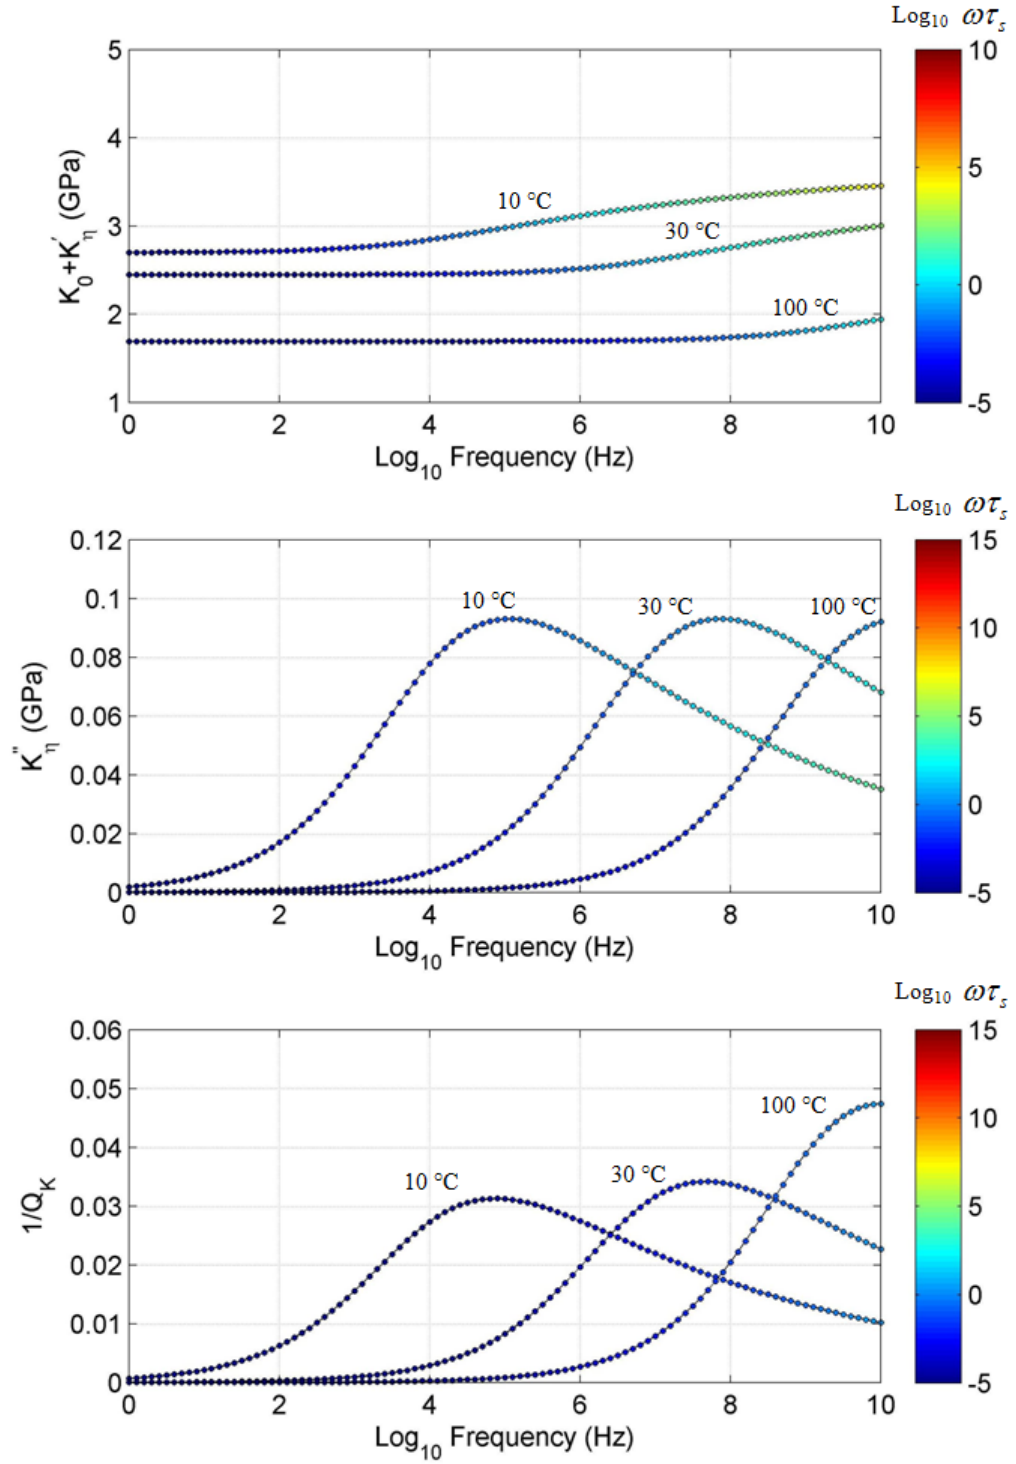 Log₁₀ ωτₛ
5
4
3
2
1
K₀+K'η (GPa)
10 °C
30 °C
100 °C
0 2 4 6 8 10
Log₁₀ Frequency (Hz)
10
5
0
-5
Log₁₀ ωτₛ
0.12
0.1
0.08
0.06
0.04
0.02
0
K"η (GPa)
10 °C 30 °C 100 °C
0 2 4 6 8 10
Log₁₀ Frequency (Hz)
15
10
5
0
-5
Log₁₀ ωτₛ
0.06
0.05
0.04
0.03
0.02
0.01
0
1/Q_K
100 °C
10 °C 30 °C
0 2 4 6 8 10
Log₁₀ Frequency (Hz)
15
10
5
0
-5